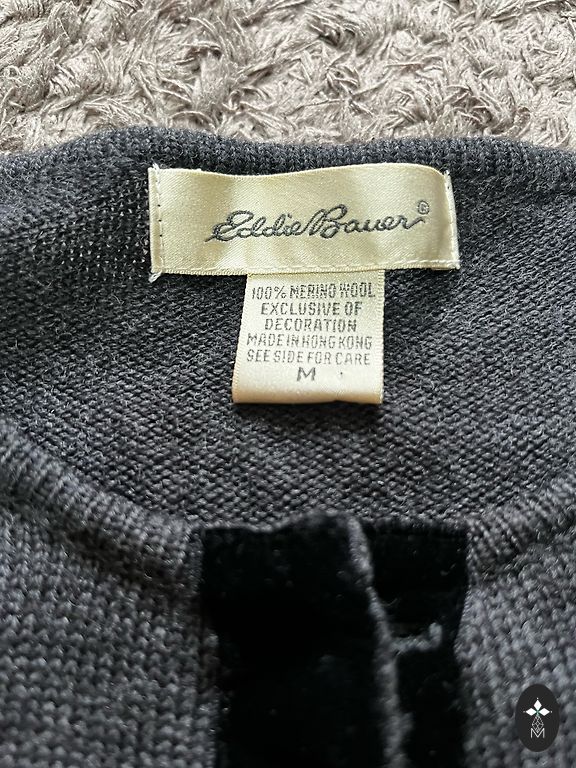 Eddie Bauer®
100% MERINO WOOL
EXCLUSIVE OF
DECORATION
MADE IN HONG KONG
SEE SIDE FOR CARE
M
M